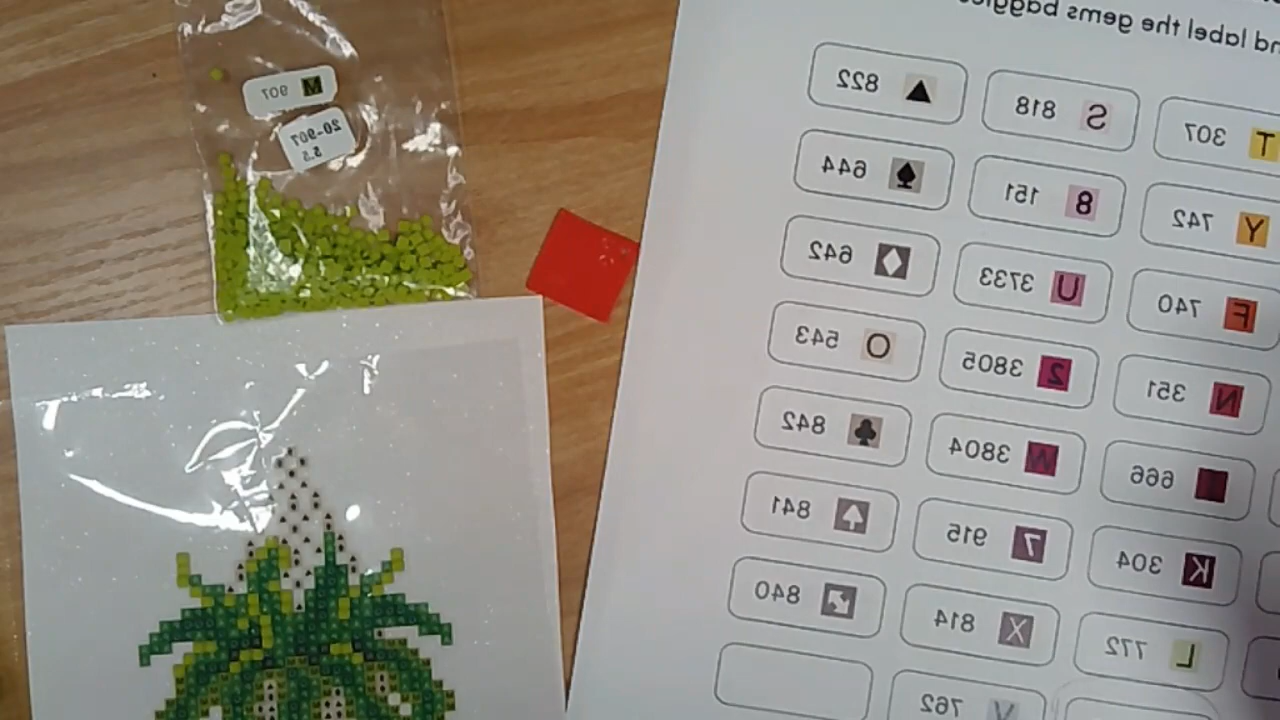 label the gems baggies
T 307 S 818 822
Y 742 8 151 644
F 740 U 3733 642
N 351 2 3805 O 543
666 W 3804 842
K 304 7 915 841
L 772 X 814 840
V 762
M 907
20-907
5.5